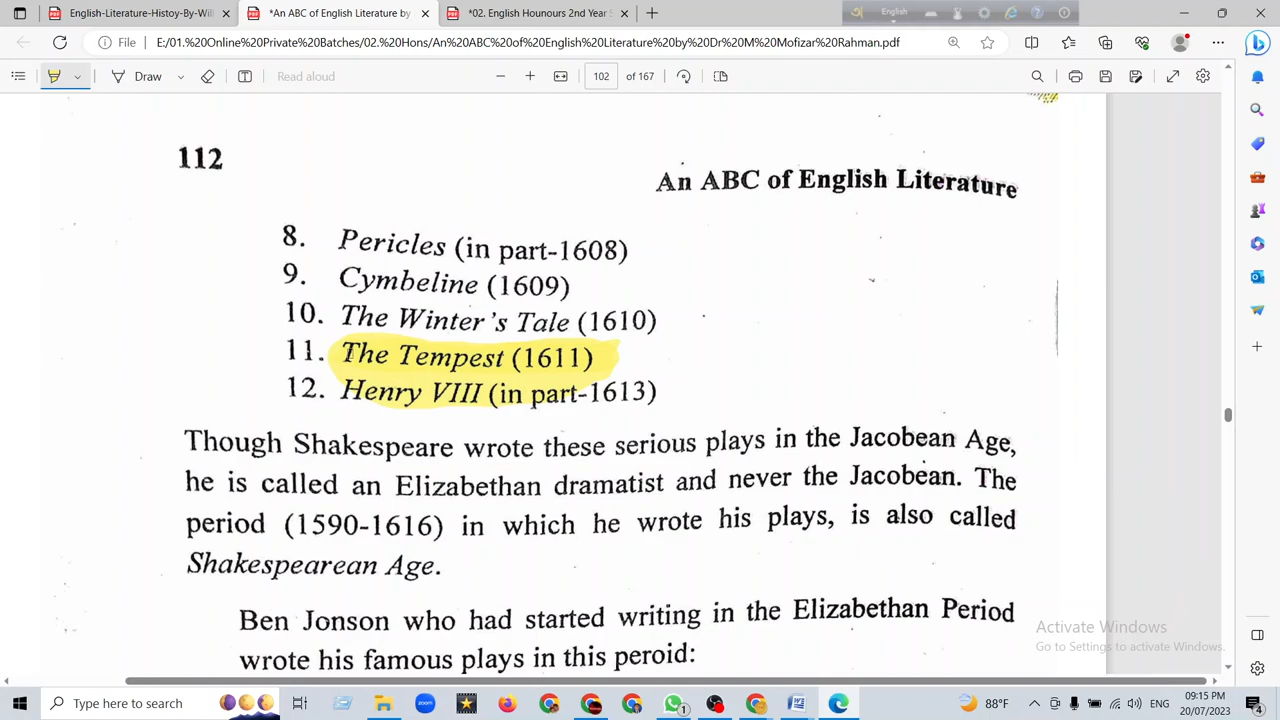 English-Literature-Histoy-By-Wili
*An ABC of English Literature by
*02. English Hounours 2nd Year S
English
File
E:/01.%20Online%20Private%20Batches/02.%20Hons/An%20ABC%20of%20English%20Literature%20by%20Dr%20M%20Mofizar%20Rahman.pdf
Draw
Read aloud
102 of 167
112
An ABC of English Literature
8. Pericles (in part-1608)
9. Cymbeline (1609)
10. The Winter's Tale (1610)
11. The Tempest (1611)
12. Henry VIII (in part-1613)
Though Shakespeare wrote these serious plays in the Jacobean Age,
he is called an Elizabethan dramatist and never the Jacobean. The
period (1590-1616) in which he wrote his plays, is also called
Shakespearean Age.
Ben Jonson who had started writing in the Elizabethan Period
wrote his famous plays in this peroid:
Activate Windows
Go to Settings to activate Windows.
Type here to search
zoom
1
88°F
ENG
09:15 PM
20/07/2023
4